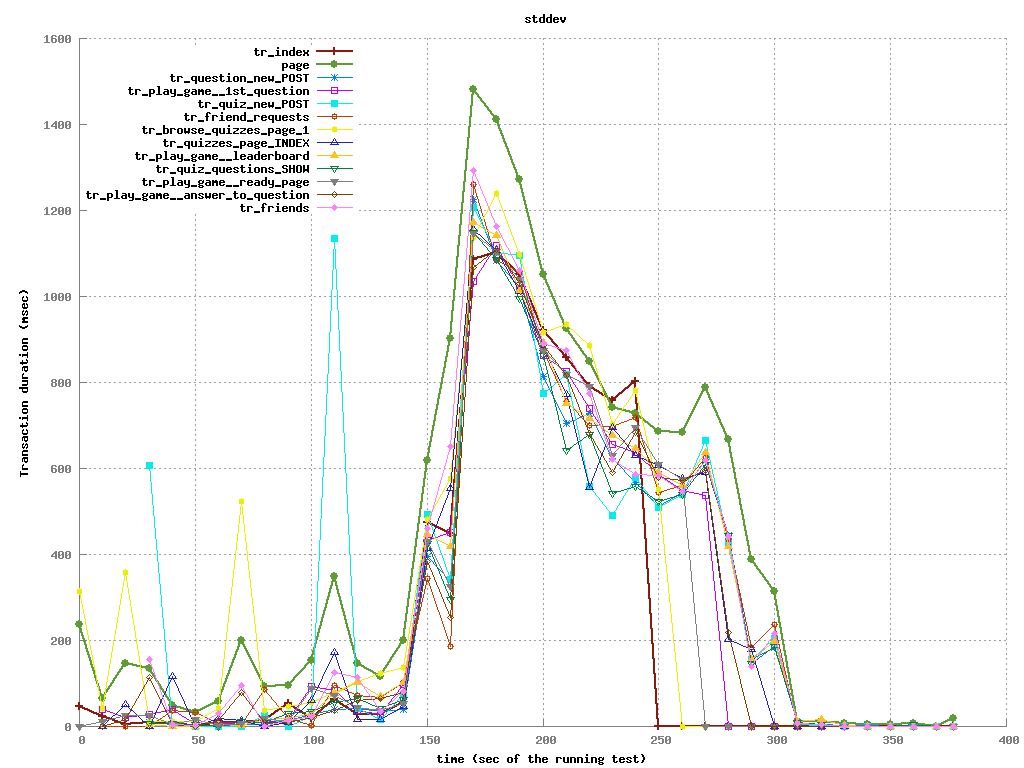 stddev
1600
1400
1200
1000
800
600
400
200
0
tr_index
page
tr_question_new_POST
tr_play_game__1st_question
tr_quiz_new_POST
tr_friend_requests
tr_browse_quizzes_page_1
tr_quizzes_page_INDEX
tr_play_game__leaderboard
tr_quiz_questions_SHOW
tr_play_game__ready_page
tr_play_game__answer_to_question
tr_friends
Transaction duration (msec)
0 50 100 150 200 250 300 350 400
time (sec of the running test)